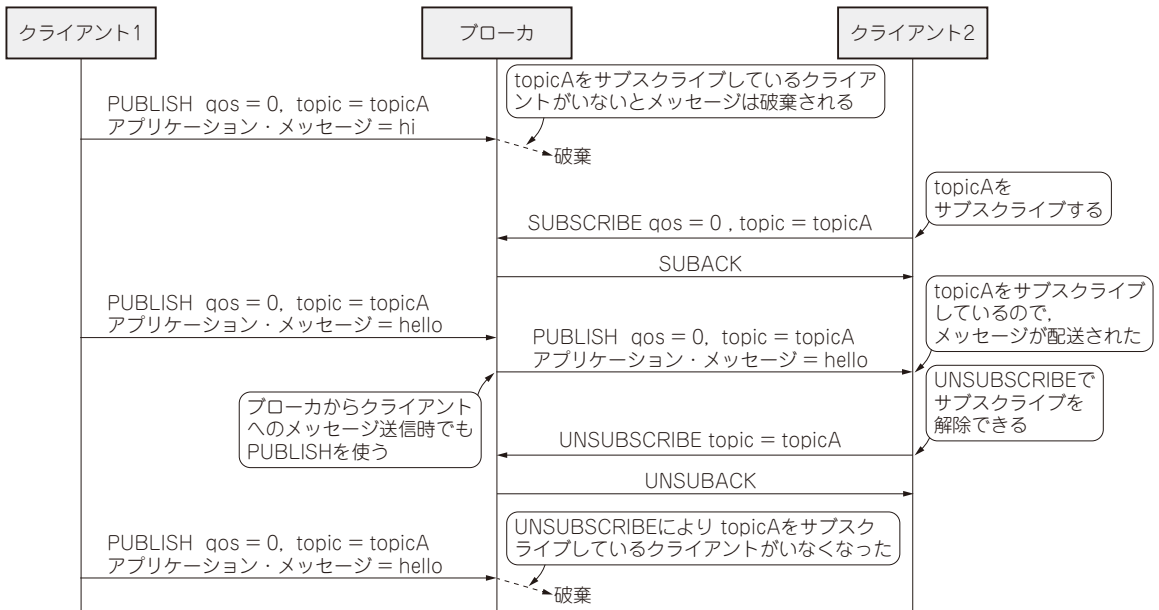 クライアント1
ブローカ
クライアント2
PUBLISH qos = 0, topic = topicA
アプリケーション・メッセージ = hi
topicAをサブスクライブしているクライア
ントがいないとメッセージは破棄される
破棄
topicAを
サブスクライブする
SUBSCRIBE qos = 0 , topic = topicA
SUBACK
PUBLISH qos = 0, topic = topicA
アプリケーション・メッセージ = hello
topicAをサブスクライブ
しているので,
メッセージが配送された
PUBLISH qos = 0, topic = topicA
アプリケーション・メッセージ = hello
ブローカからクライアント
へのメッセージ送信時でも
PUBLISHを使う
UNSUBSCRIBEで
サブスクライブを
解除できる
UNSUBSCRIBE topic = topicA
UNSUBACK
UNSUBSCRIBEにより topicAをサブスク
ライブしているクライアントがいなくなった
PUBLISH qos = 0, topic = topicA
アプリケーション・メッセージ = hello
破棄